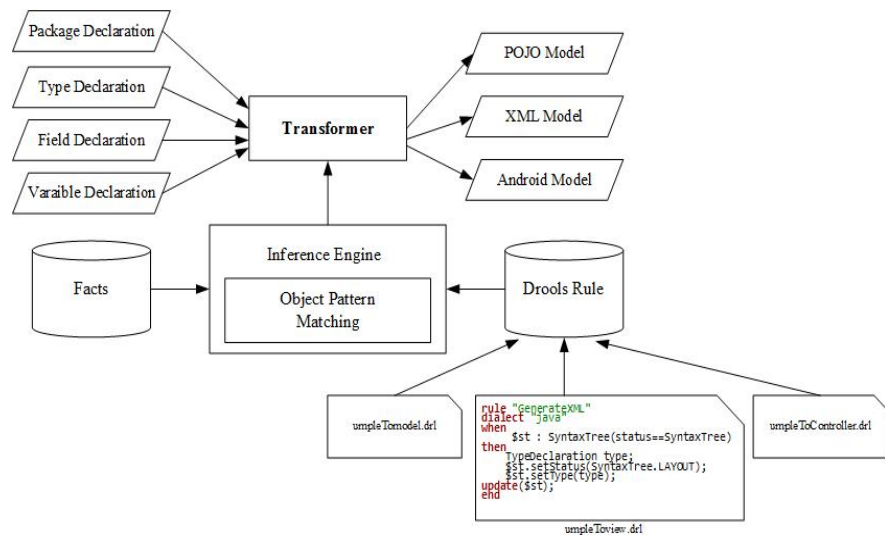 Package Declaration
Type Declaration
Field Declaration
Varaible Declaration
Transformer
POJO Model
XML Model
Android Model
Inference Engine
Object Pattern
Matching
Facts
Drools Rule
umpleTomodel.drl
rule "GenerateXML"
dialect "java"
when
$st : SyntaxTree(status==SyntaxTree)
then
TypeDeclaration type;
$st.setStatus(SyntaxTree.LAYOUT);
$st.setType(type);
update($st);
end
umpleToview.drl
umpleToController.drl